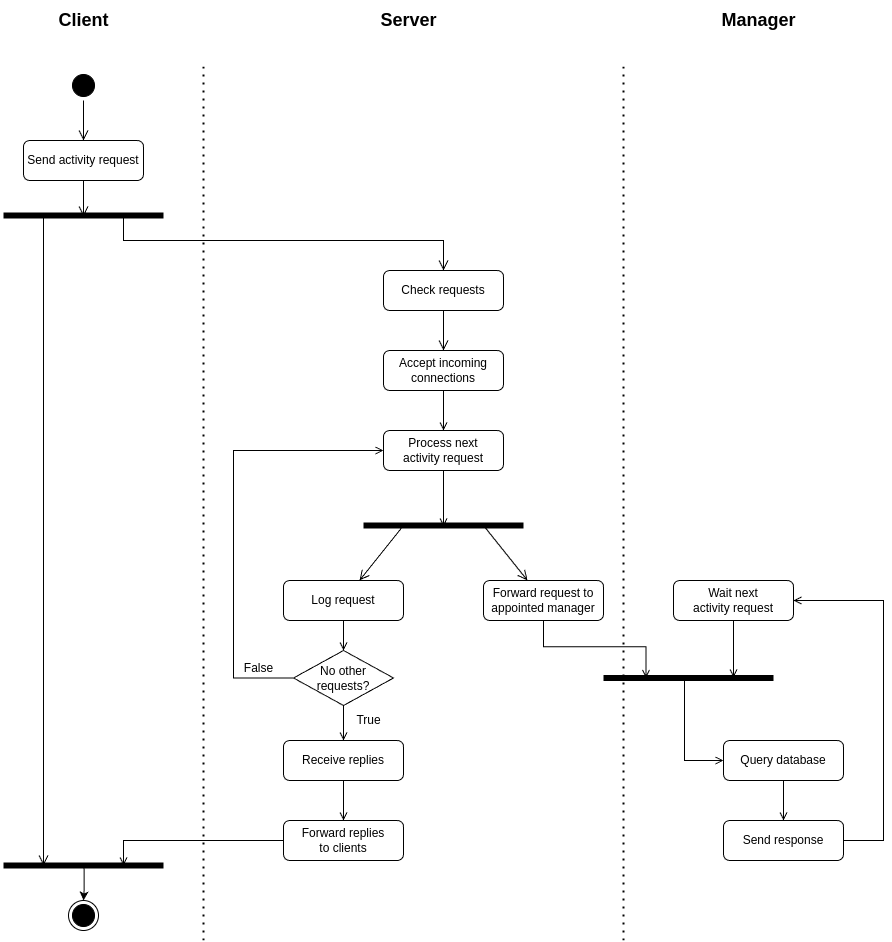 Client
Server
Manager
Send activity request
Check requests
Accept incoming
connections
Process next
activity request
Log request
Forward request to
appointed manager
Wait next
activity request
False
No other
requests?
True
Receive replies
Query database
Forward replies
to clients
Send response